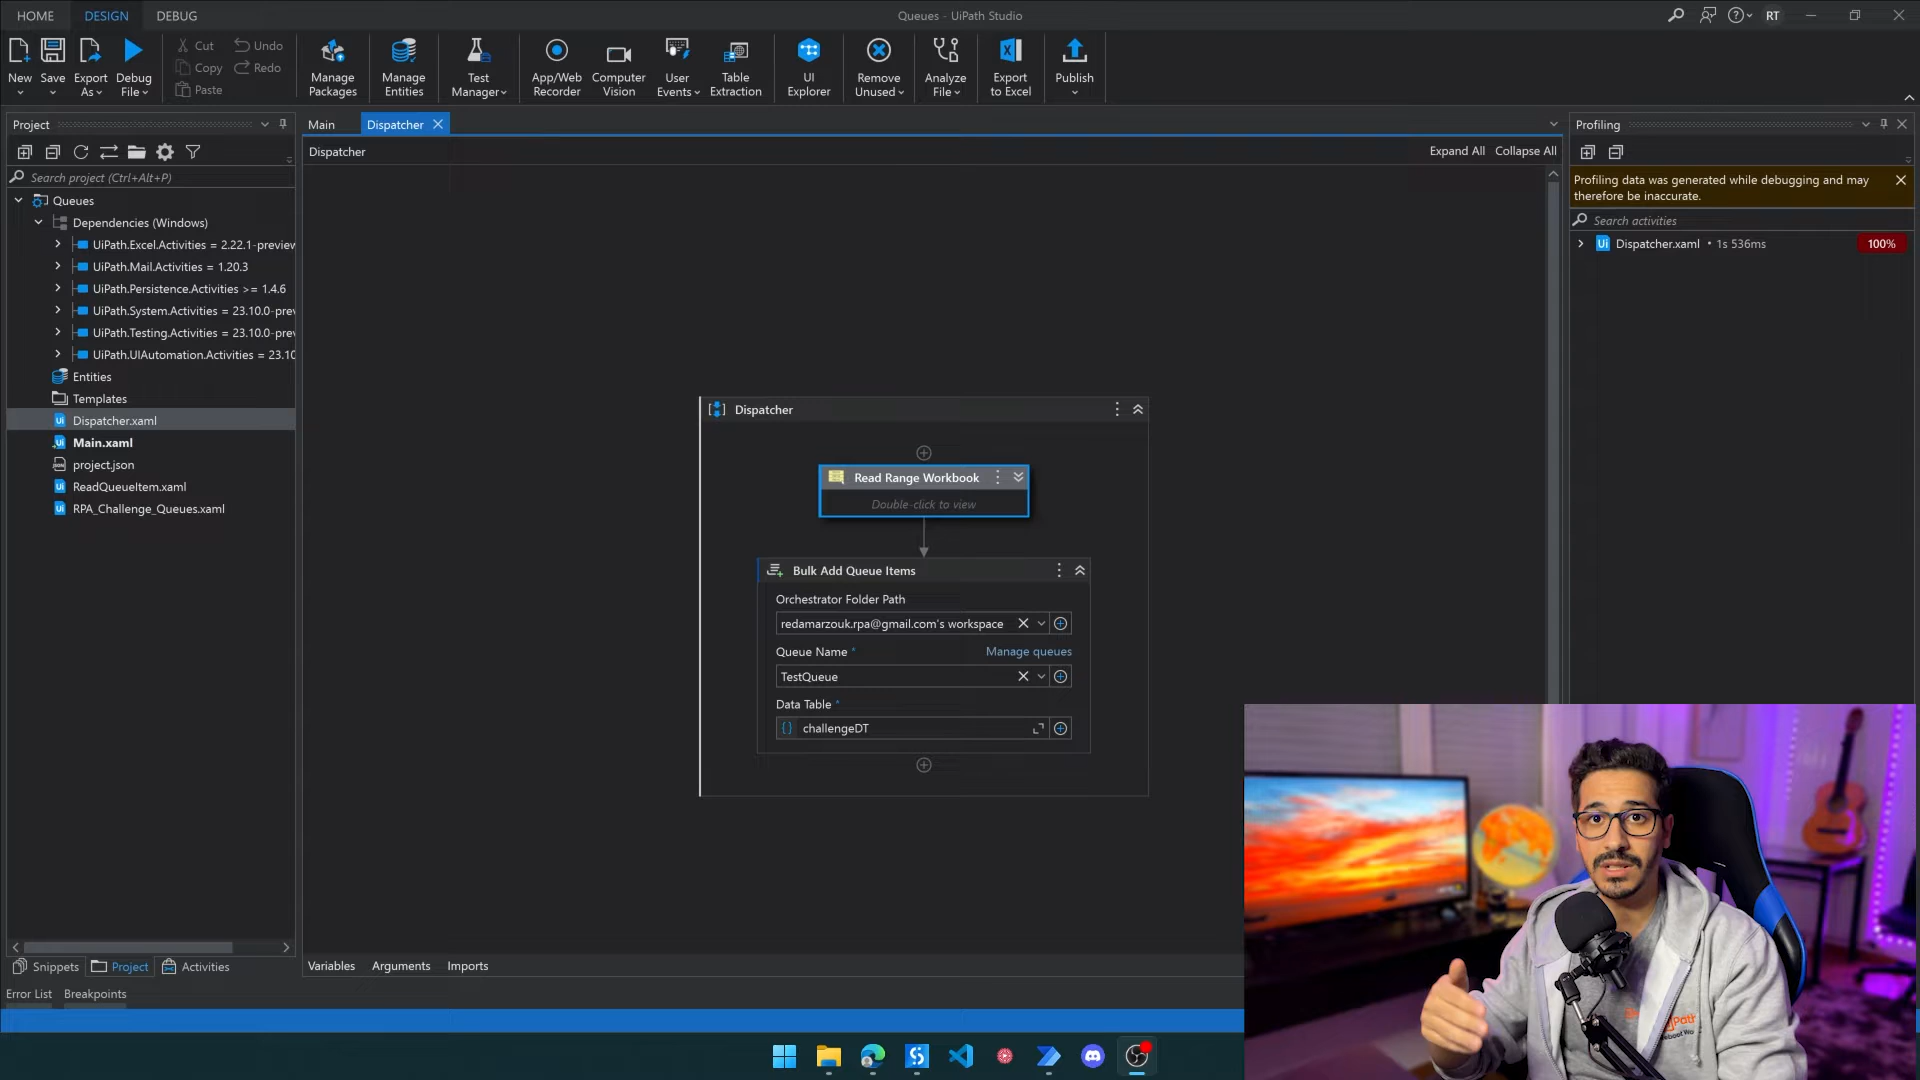 HOME DESIGN DEBUG
Queues - UiPath Studio
RT
New
Save
Export As
Debug File
Cut
Copy
Paste
Undo
Redo
Manage Packages
Manage Entities
Test Manager
App/Web Recorder
Computer Vision
User Events
Table Extraction
UI Explorer
Remove Unused
Analyze File
Export to Excel
Publish
Project
Search project (Ctrl+Alt+P)
Queues
Dependencies (Windows)
UiPath.Excel.Activities = 2.22.1-preview
UiPath.Mail.Activities = 1.20.3
UiPath.Persistence.Activities >= 1.4.6
UiPath.System.Activities = 23.10.0-prev
UiPath.Testing.Activities = 23.10.0-prev
UiPath.UIAutomation.Activities = 23.10
Entities
Templates
Dispatcher.xaml
Main.xaml
project.json
ReadQueueItem.xaml
RPA_Challenge_Queues.xaml
Snippets
Project
Activities
Error List
Breakpoints
Main
Dispatcher
Dispatcher
Expand All
Collapse All
Dispatcher
Read Range Workbook
Double-click to view
Bulk Add Queue Items
Orchestrator Folder Path
redamarzouk.rpa@gmail.com's workspace
Queue Name *
Manage queues
TestQueue
Data Table *
challengeDT
Variables
Arguments
Imports
Profiling
Profiling data was generated while debugging and may
therefore be inaccurate.
Search activities
Dispatcher.xaml • 1s 536ms
100%